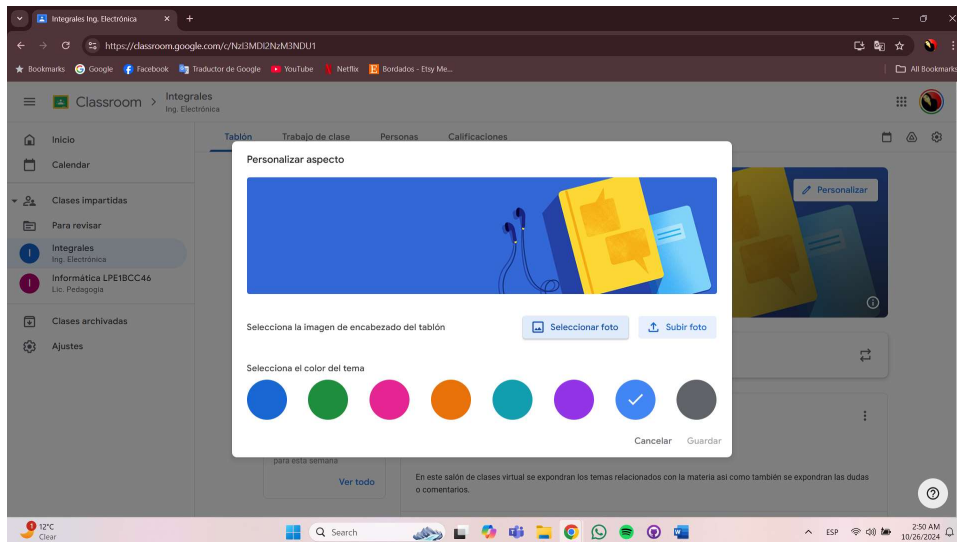 Integrales Ing. Electrónica
https://classroom.google.com/c/NzI3MDI2NzM3NDU1
Bookmarks Google Facebook Traductor de Google YouTube Netflix Bordados - Etsy Me... All Bookmarks
Classroom > Integrales
Ing. Electrónica
Inicio
Calendar
Clases impartidas
Para revisar
I Integrales
Ing. Electrónica
I Informática LPE1BCC46
Lic. Pedagogía
Clases archivadas
Ajustes
Tablón Trabajo de clase Personas Calificaciones
Personalizar
Personalizar aspecto
Selecciona la imagen de encabezado del tablón
Seleccionar foto
Subir foto
Selecciona el color del tema
Cancelar Guardar
para esta semana
Ver todo
En este salón de clases virtual se expondran los temas relacionados con la materia asi como también se expondran las dudas
o comentarios.
1
12°C
Clear
Search
ESP
2:50 AM
10/26/2024